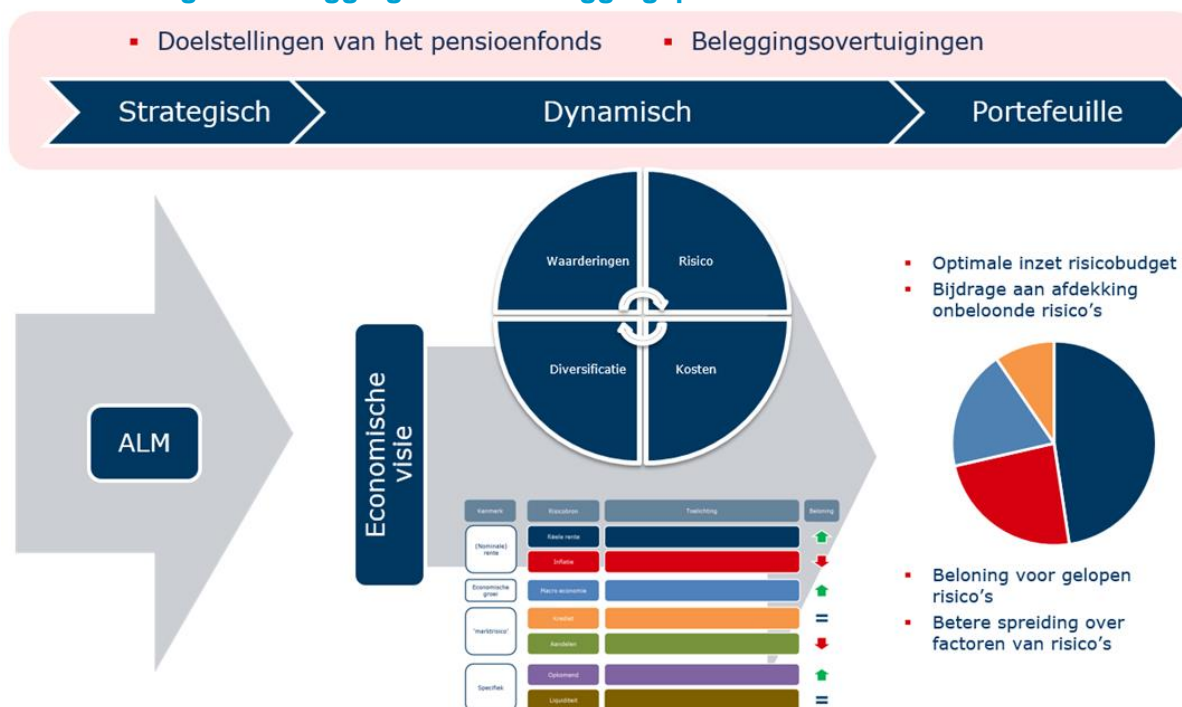 Doelstellingen van het pensioenfonds
Beleggingsovertuigingen
Strategisch
Dynamisch
Portefeuille
ALM
Economische
visie
Waarderingen
Risico
Diversificatie
Kosten
Kenmerk
Risicobron
Toelichting
Beloning
(Nominale)
rente
Reële rente
Inflatie
Economische
groei
Macro economie
'marktrisico'
Krediet
Aandelen
Specifiek
Opkomend
Liquiditeit
Optimale inzet risicobudget
Bijdrage aan afdekking
onbeloonde risico's
Beloning voor gelopen
risico's
Betere spreiding over
factoren van risico's